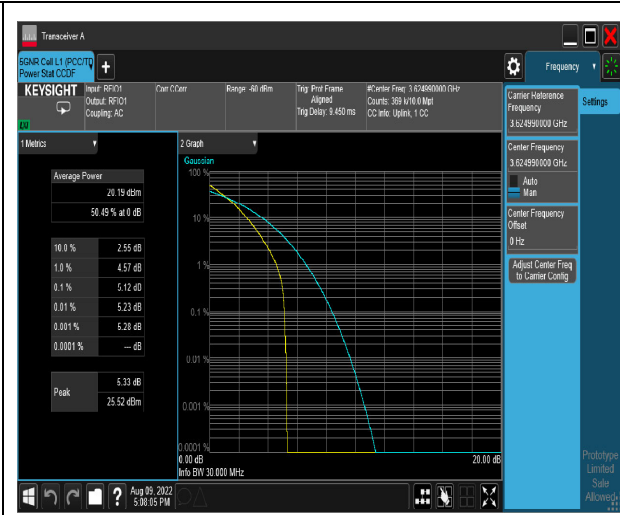 Transceiver A
5GNR Cell L1 (PCC/TD
Power Stat CCDF
+
Frequency
KEYSIGHT
Input: RFIO1
Output: RFIO1
Coupling: AC
Corr CCorr
Range: -60 dBm
Trig: Prot Frame
Aligned
Trig Delay: 9.450 ms
#Center Freq: 3.624990000 GHz
Counts: 369 k/10.0 Mpt
CC Info: Uplink, 1 CC
1 Metrics
Average Power
20.19 dBm
50.49 % at 0 dB
10.0 % 2.55 dB
1.0 % 4.57 dB
0.1 % 5.12 dB
0.01 % 5.23 dB
0.001 % 5.28 dB
0.0001 % --- dB
Peak
5.33 dB
25.52 dBm
2 Graph
Gaussian
100 %
10 %
1 %
0.1 %
0.01 %
0.001 %
0.0001 %
0.00 dB
20.00 dB
Info BW 30.000 MHz
Carrier Reference
Frequency
3.624990000 GHz
Center Frequency
3.624990000 GHz
Auto
Man
Center Frequency
Offset
0 Hz
Adjust Center Freq
to Carrier Config
Settings
Prototype
Limited
Sale
Allowed
?
Aug 09, 2022
5:08:05 PM